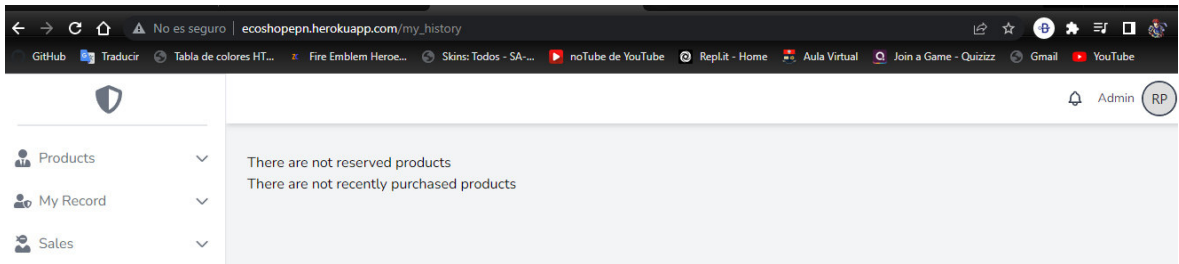 No es seguro | ecoshopepn.herokuapp.com/my_history
GitHub Traducir Tabla de colores HT... Fire Emblem Heroe... Skins: Todos - SA-... noTube de YouTube Repl.it - Home Aula Virtual Join a Game - Quizizz Gmail YouTube
Admin RP
Products
There are not reserved products
There are not recently purchased products
My Record
Sales